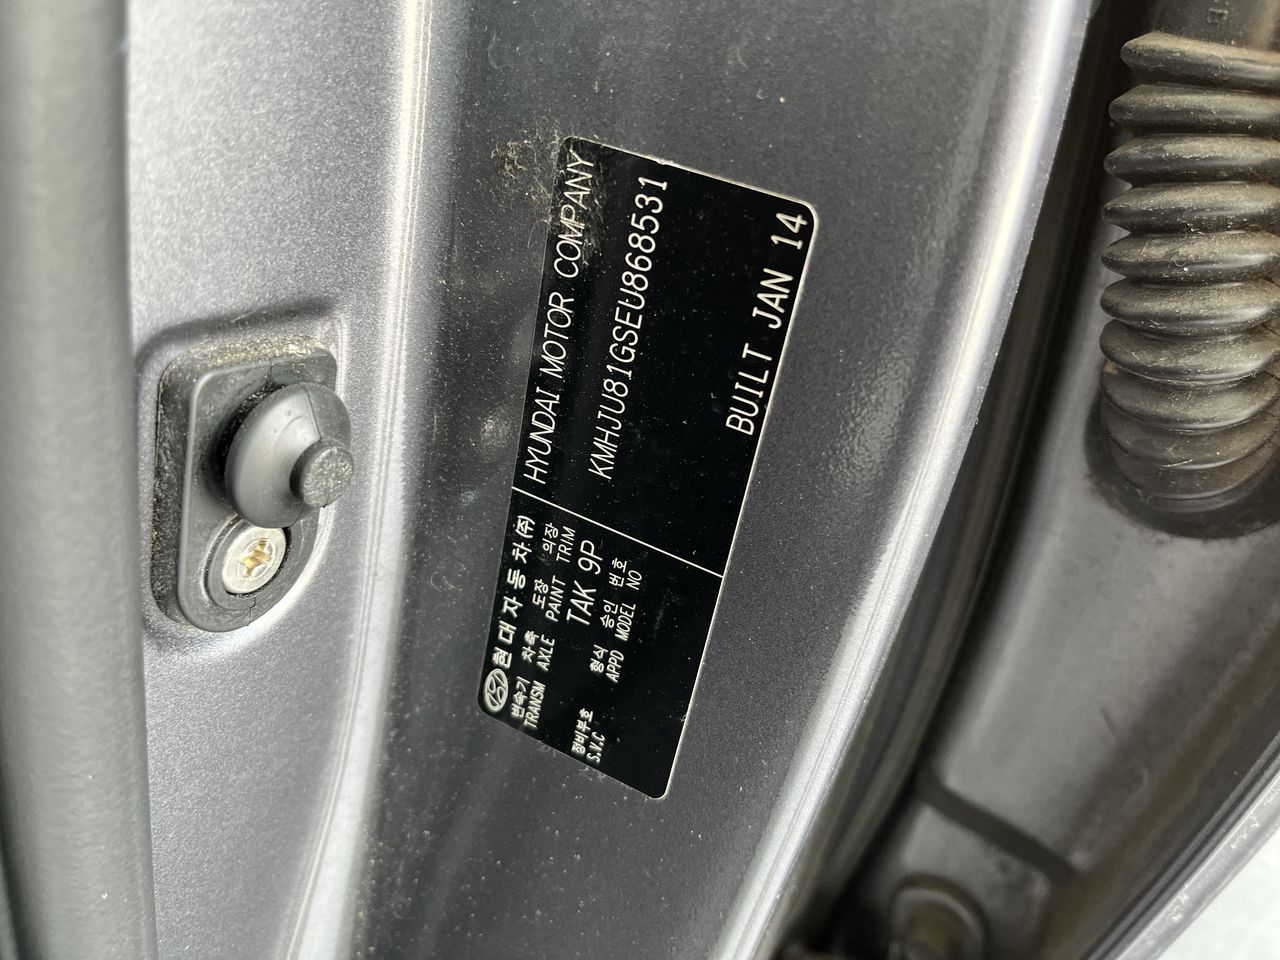 현대자동차(주)
HYUNDAI MOTOR COMPANY
변속기 차축 도장 의장
TRANSM AXLE PAINT TRIM
TAK 9P
KMHJU81GSEU868531
정비부호 형식 승인 번호
S.V.C APPD MODEL NO
BUILT JAN 14